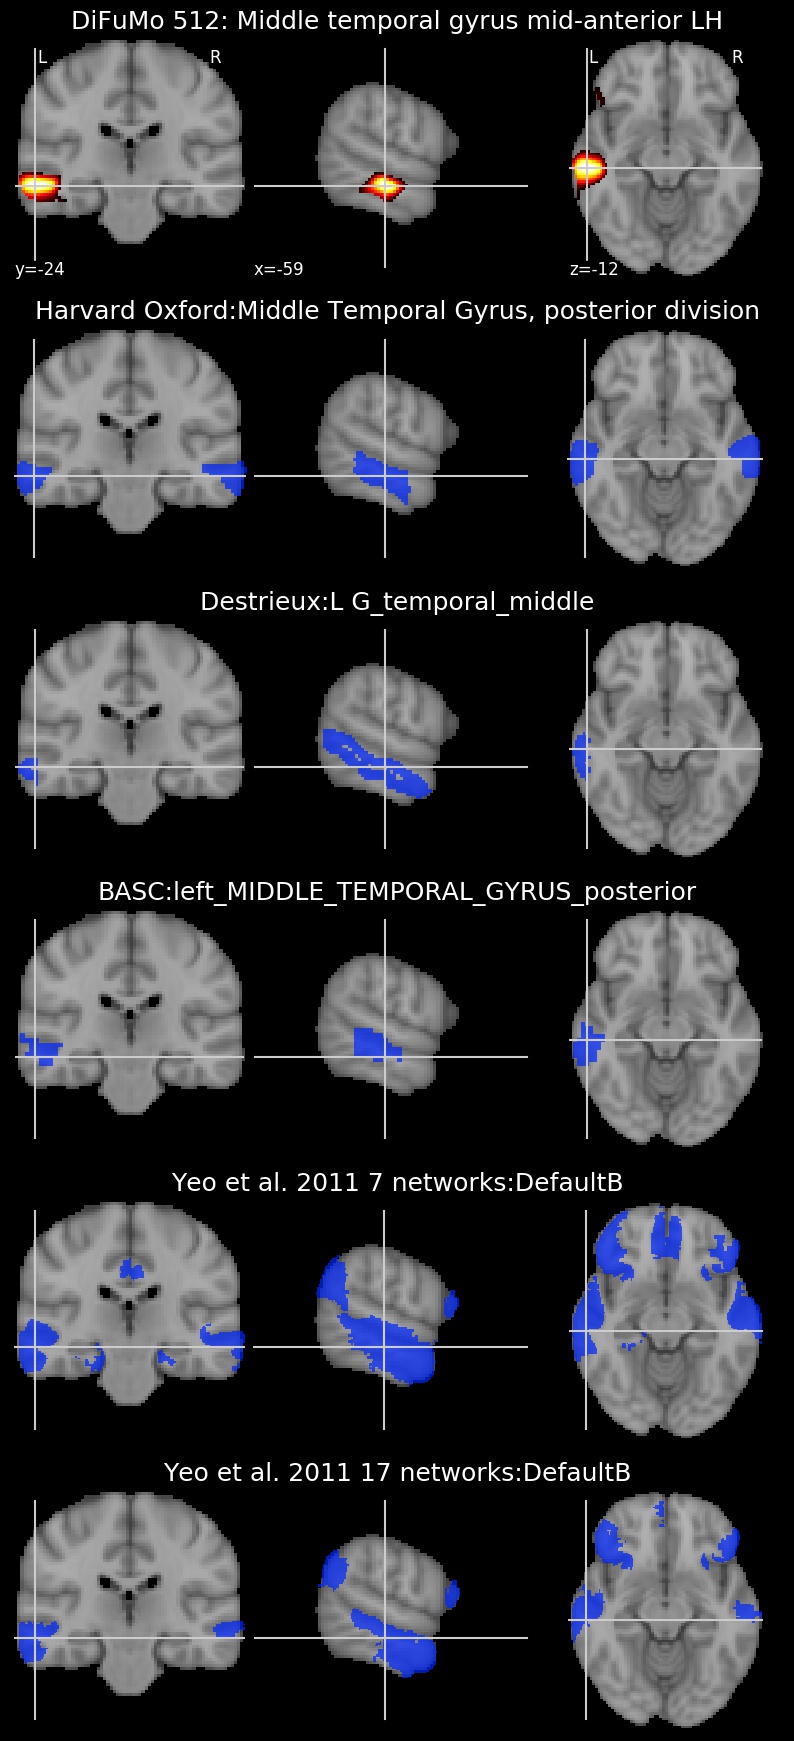 DiFuMo 512: Middle temporal gyrus mid-anterior LH
L R L R
y=-24 x=-59 z=-12
Harvard Oxford:Middle Temporal Gyrus, posterior division
Destrieux:L G_temporal_middle
BASC:left_MIDDLE_TEMPORAL_GYRUS_posterior
Yeo et al. 2011 7 networks:DefaultB
Yeo et al. 2011 17 networks:DefaultB